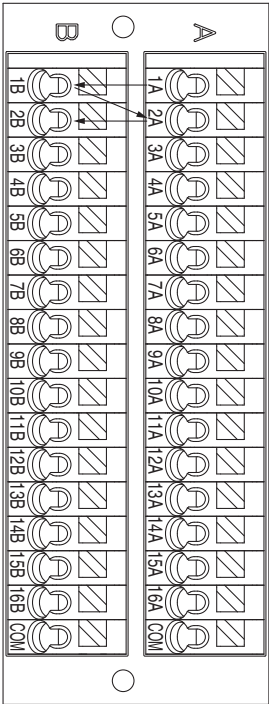 B A
1B 1A
2B 2A
3B 3A
4B 4A
5B 5A
6B 6A
7B 7A
8B 8A
9B 9A
10B 10A
11B 11A
12B 12A
13B 13A
14B 14A
15B 15A
16B 16A
COM COM